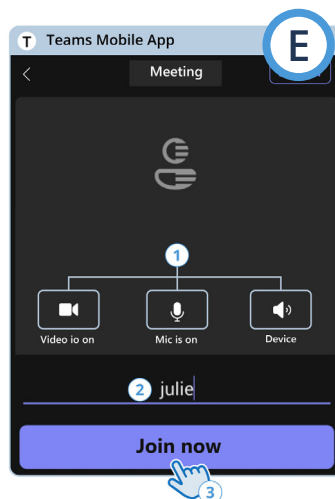 T Teams Mobile App
E
Meeting
1
Video io on Mic is on Device
2 julie
Join now
3